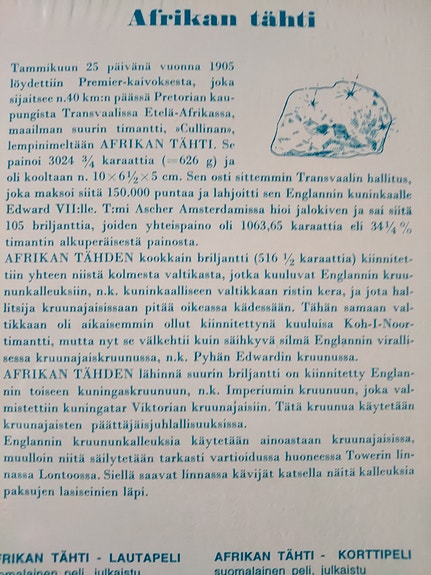 Afrikan tähti
Tammikuun 25 päivänä vuonna 1905
löydettiin Premier-kaivoksesta, joka
sijaitsee n.40 km:n päässä Pretorian kau-
pungista Transvaalissa Etelä-Afrikassa,
maailman suurin timantti, »Cullinan»,
lempinimeltään AFRIKAN TÄHTI. Se
painoi 3024 ¾ karaattia (=626 g) ja
oli kooltaan n. 10×6½×5 cm. Sen osti sittemmin Transvaalin hallitus,
joka maksoi siitä 150.000 puntaa ja lahjoitti sen Englannin kuninkaalle
Edward VII:lle. T:mi Ascher Amsterdamissa hioi jalokiven ja sai siitä
105 briljanttia, joiden yhteispaino oli 1063,65 karaattia eli 34¼ %
timantin alkuperäisestä painosta.
AFRIKAN TÄHDEN kookkain briljantti (516 ½ karaattia) kiinnitet-
tiin yhteen niistä kolmesta valtikasta, jotka kuuluvat Englannin kruu-
nunkalleuksiin, n.k. kuninkaalliseen valtikkaan ristin kera, ja jota hal-
litsija kruunajaisissaan pitää oikeassa kädessään. Tähän samaan val-
tikkaan oli aikaisemmin ollut kiinnitettynä kuuluisa Koh-I-Noor-
timantti, mutta nyt se välkehtii kuin säihkyvä silmä Englannin viralli-
sessa kruunajaiskruunussa, n.k. Pyhän Edwardin kruunussa.
AFRIKAN TÄHDEN lähinnä suurin briljantti on kiinnitetty Englan-
nin toiseen kuningaskruunuun, n.k. Imperiumin kruunuun, joka val-
mistettiin kuningatar Viktorian kruunajaisiin. Tätä kruunua käytetään
kruunajaisten päättäjäisjuhlallisuuksissa.
Englannin kruununkalleuksia käytetään ainoastaan kruunajaisissa,
muulloin niitä säilytetään tarkasti vartioidussa huoneessa Towerin lin-
nassa Lontoossa. Siellä saavat linnassa kävijät katsella näitä kalleuksia
paksujen lasiseinien läpi.
FRIKAN TÄHTI - LAUTAPELI
suomalainen peli, julkaistu
AFRIKAN TÄHTI - KORTTIPELI
suomalainen peli, julkaistu